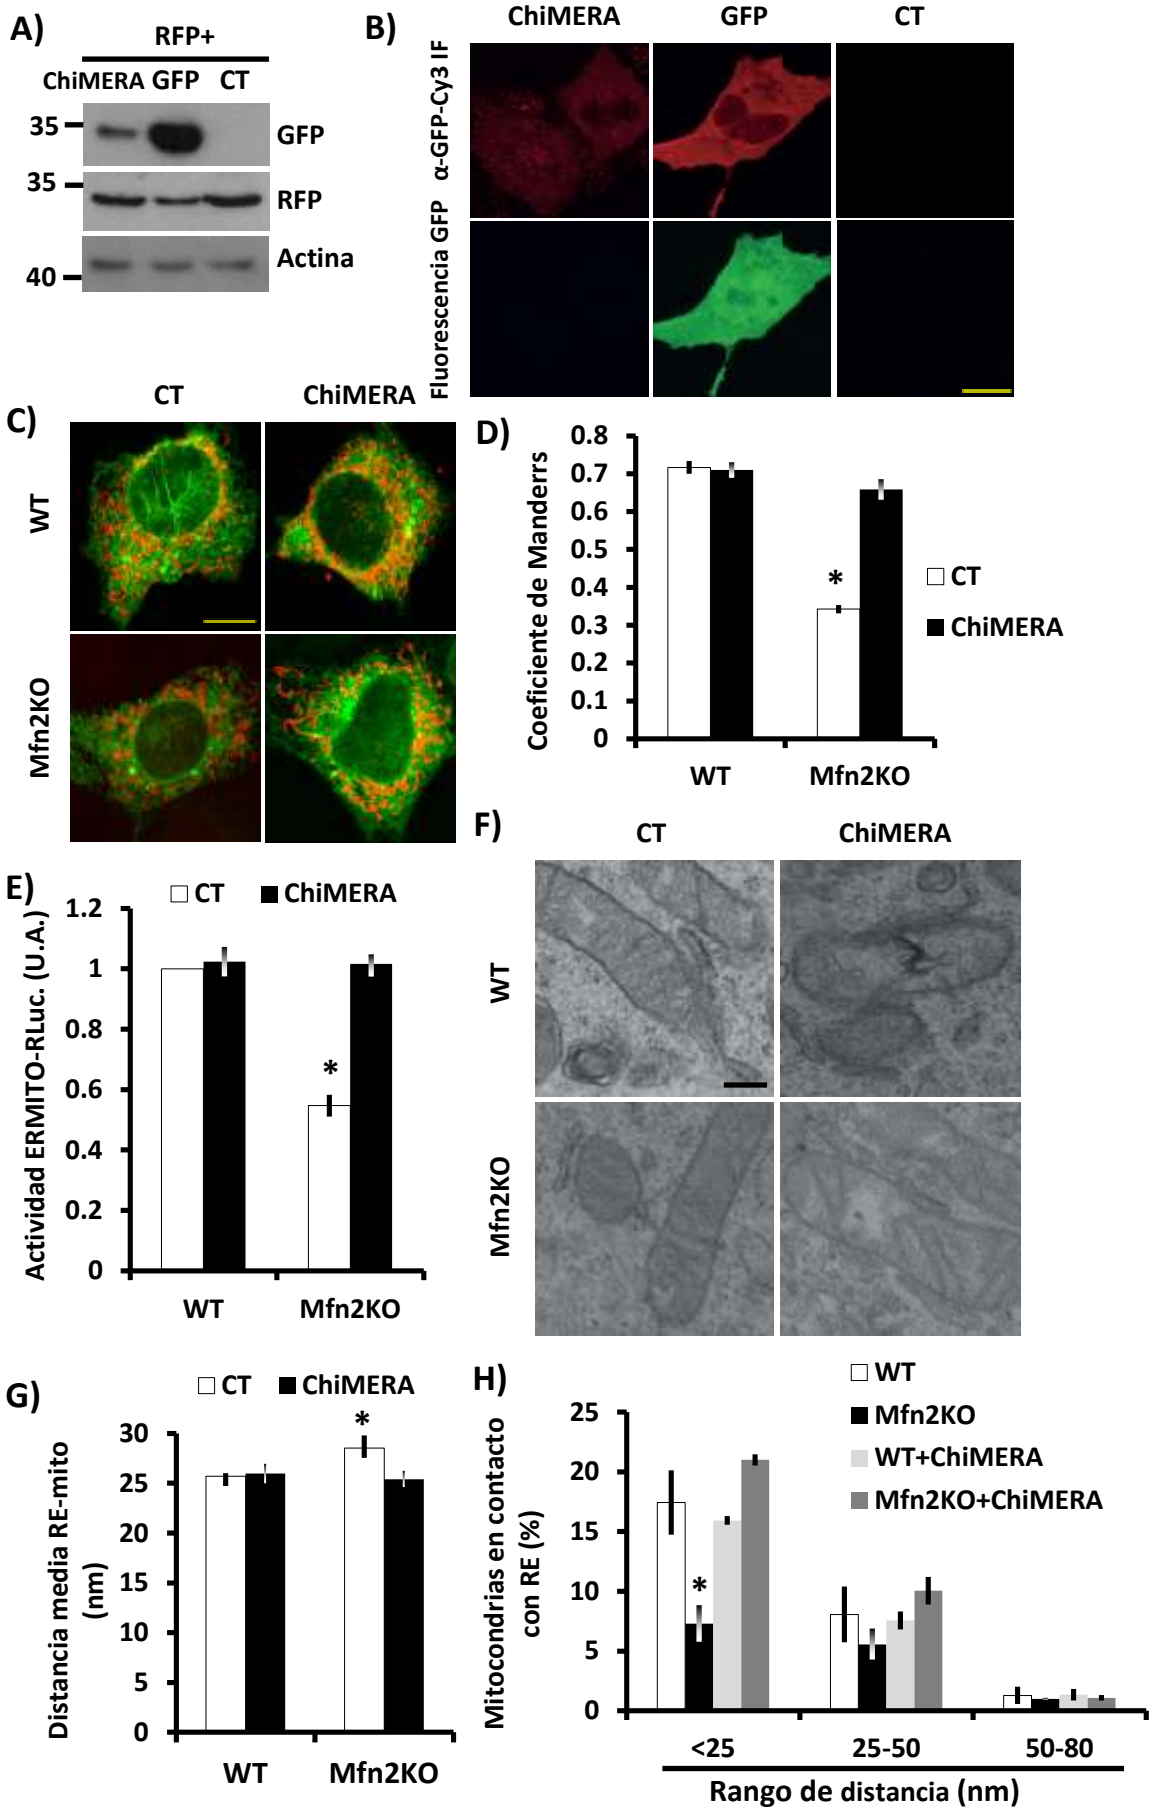 A)
RFP+
ChiMERA GFP CT
35
GFP
35
RFP
Actina
40
B)
ChiMERA GFP CT
α-GFP-Cy3 IF
Fluorescencia GFP
C)
CT ChiMERA
WT
Mfn2KO
D)
Coeficiente de Manderrs
0.8
0.7
0.6
0.5
0.4
0.3
0.2
0.1
0
*
CT
ChiMERA
WT Mfn2KO
E)
CT ChiMERA
Actividad ERMITO-RLuc. (U.A.)
1.2
1
0.8
0.6
0.4
0.2
0
*
WT Mfn2KO
F)
CT ChiMERA
WT
Mfn2KO
G)
CT ChiMERA
Distancia media RE-mito
(nm)
30
25
20
15
10
5
0
*
WT Mfn2KO
H)
WT
Mfn2KO
WT+ChiMERA
Mfn2KO+ChiMERA
Mitocondrias en contacto
con RE (%)
25
20
15
10
5
0
*
<25 25-50 50-80
Rango de distancia (nm)